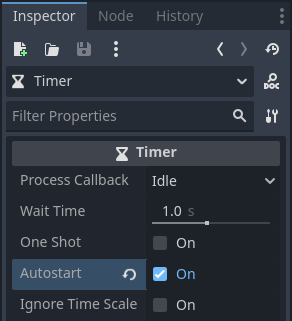 Inspector Node History
DOC
Timer
Filter Properties
Timer
Process Callback Idle
Wait Time 1.0 s
One Shot On
Autostart On
Ignore Time Scale On